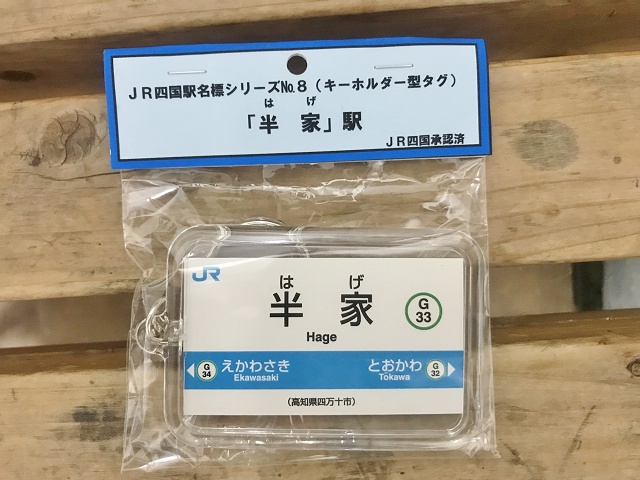 JR四国駅名標シリーズNo.8(キーホルダー型タグ)
はげ
「半 家」駅
JR四国承認済
JR
は げ
半 家
G
33
Hage
G
34
えかわさき
Ekawasaki
とおかわ
Tokawa
G
32
(高知県四万十市)